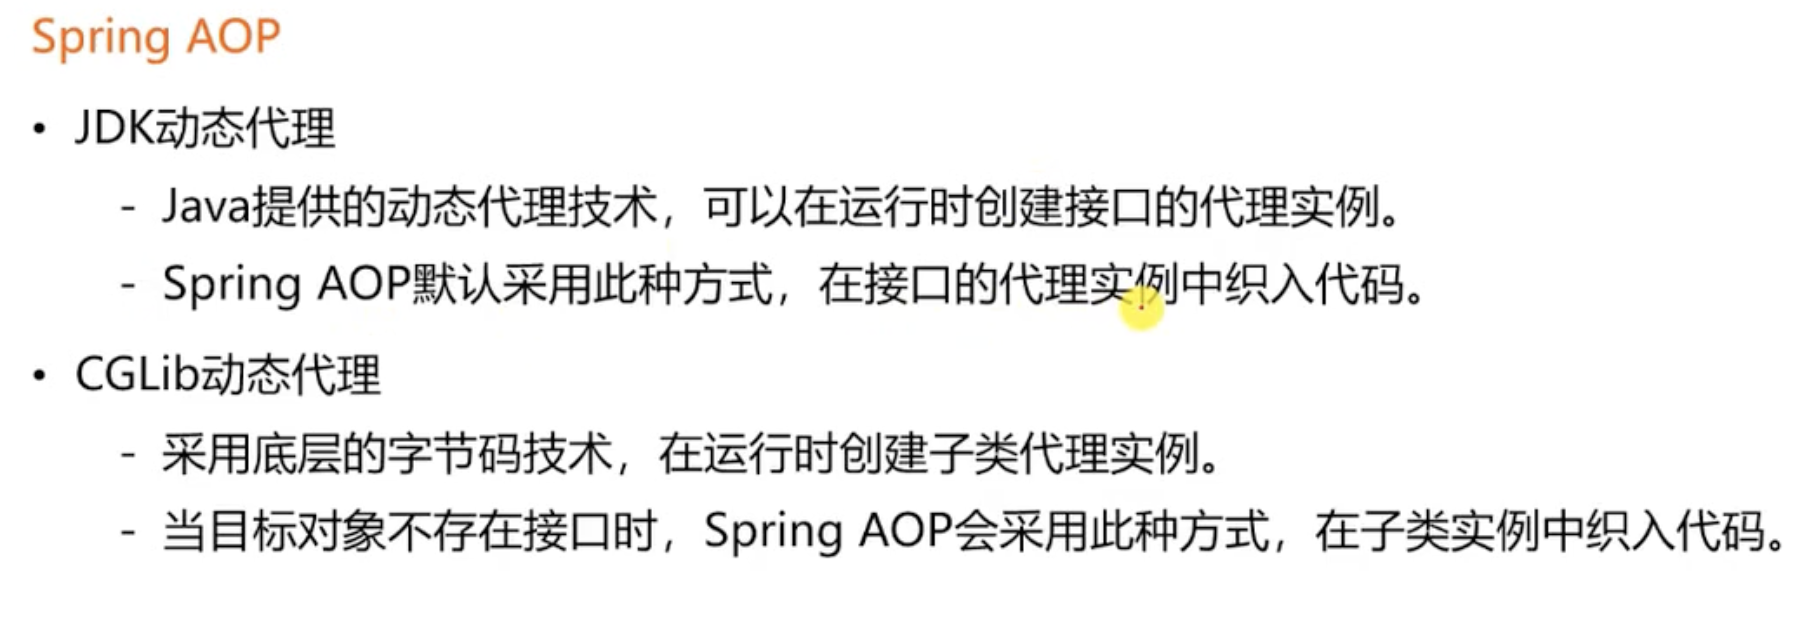 Spring AOP
• JDK动态代理
- Java提供的动态代理技术，可以在运行时创建接口的代理实例。
- Spring AOP默认采用此种方式，在接口的代理实例中织入代码。
• CGLib动态代理
- 采用底层的字节码技术，在运行时创建子类代理实例。
- 当目标对象不存在接口时，Spring AOP会采用此种方式，在子类实例中织入代码。